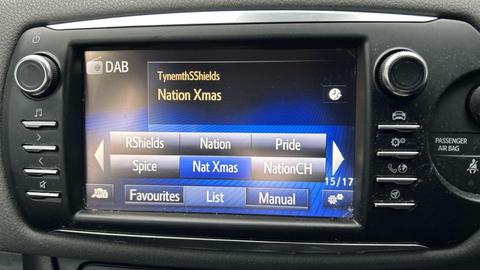 DAB
TynemthSShields
Nation Xmas
RShields Nation Pride
Spice Nat Xmas NationCH
15/17
Favourites List Manual
PASSENGER
AIR BAG